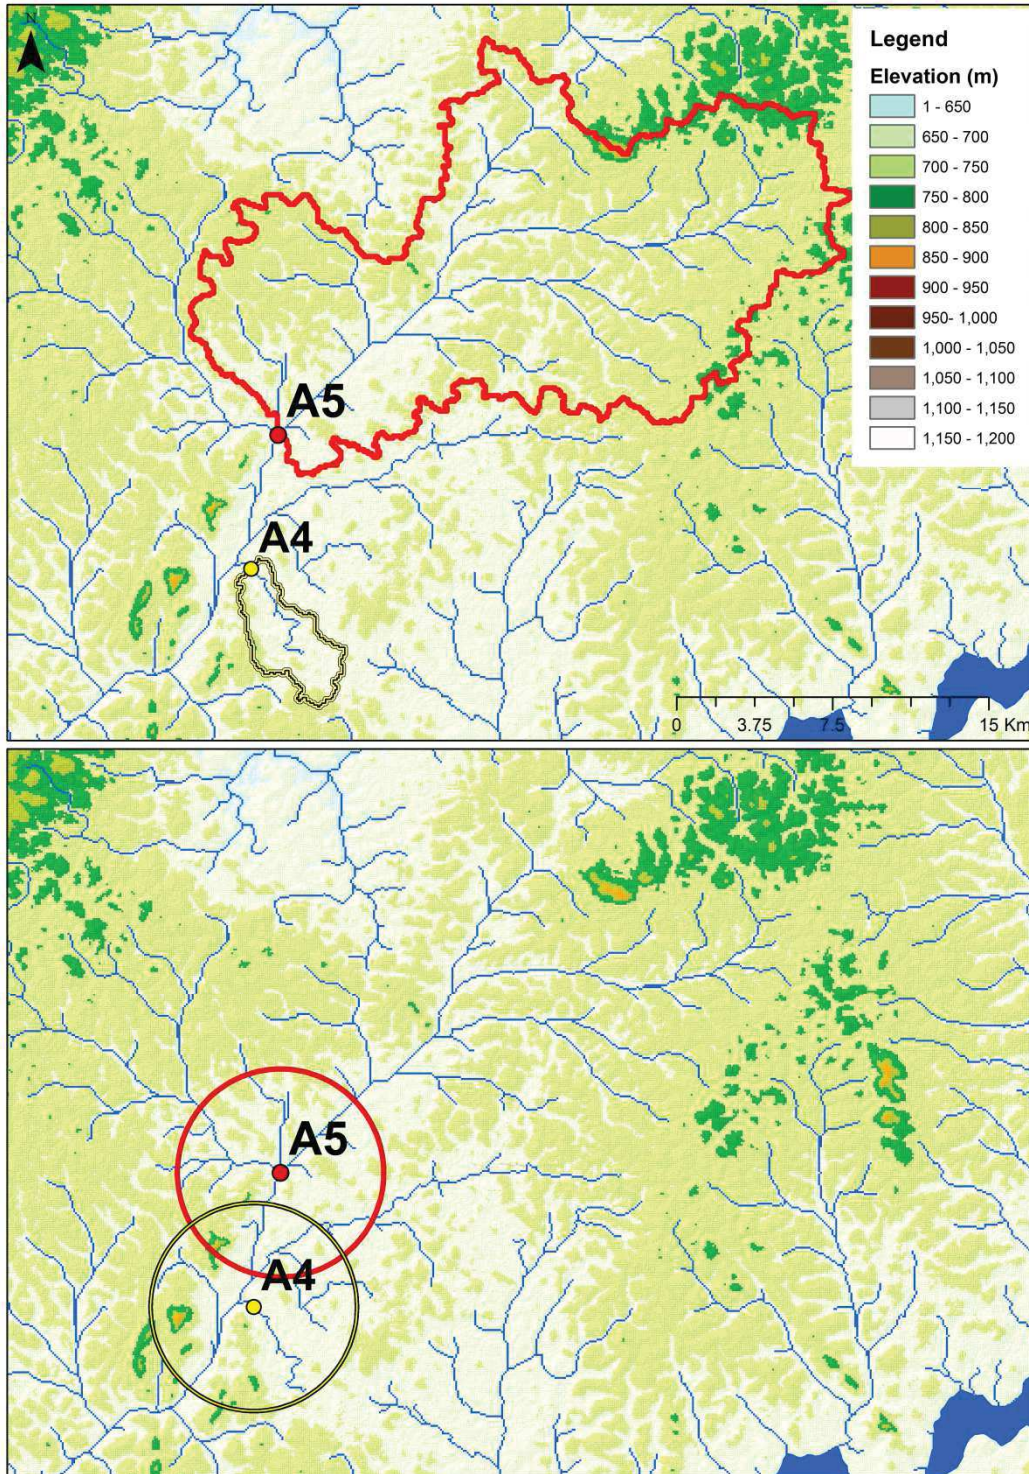 N
Legend
Elevation (m)
1 - 650
650 - 700
700 - 750
750 - 800
800 - 850
850 - 900
900 - 950
950- 1,000
1,000 - 1,050
1,050 - 1,100
1,100 - 1,150
1,150 - 1,200
A5
A4
0 3.75 7.5 15 Km
A5
A4